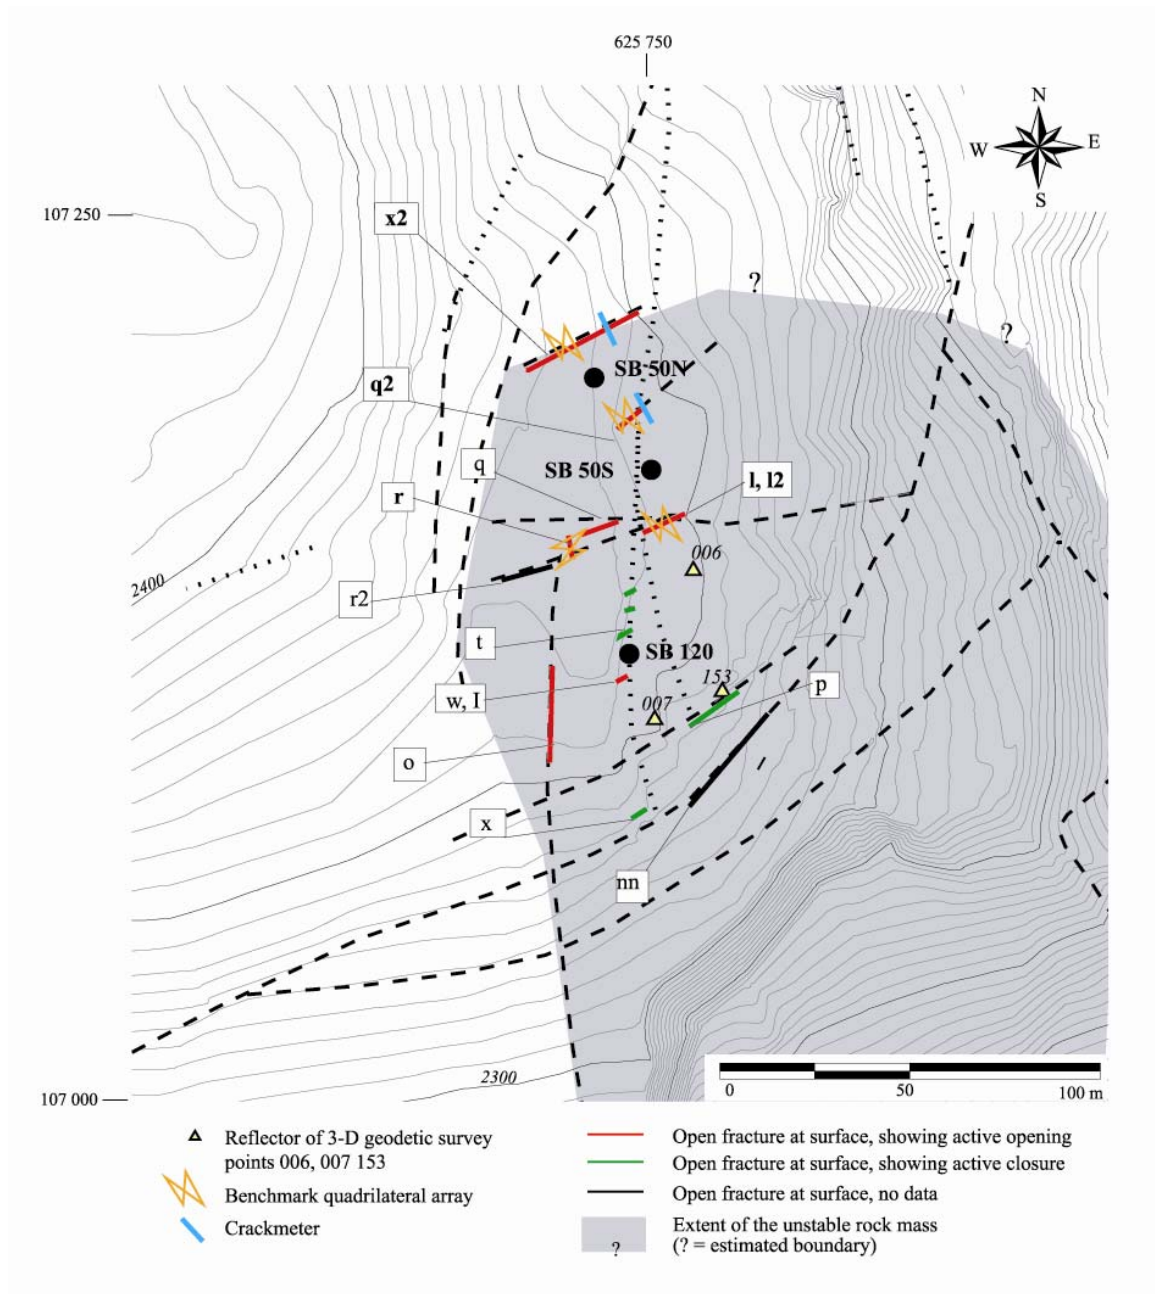 625 750
N
W
E
S
107 250
x2
?
?
SB 50N
q2
q
SB 50S
l, l2
r
006
2400
r2
t
SB 120
153
p
w, I
007
o
x
nn
2300
0
50
100 m
107 000
Reflector of 3-D geodetic survey
points 006, 007 153
Benchmark quadrilateral array
Crackmeter
Open fracture at surface, showing active opening
Open fracture at surface, showing active closure
Open fracture at surface, no data
?
Extent of the unstable rock mass
(? = estimated boundary)